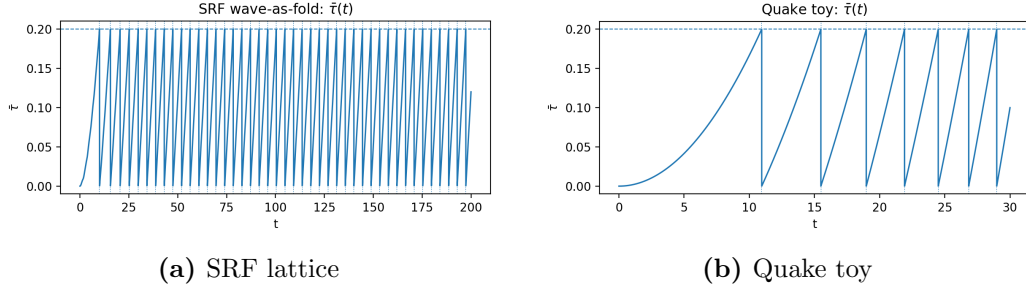 SRF wave-as-fold: τ̄(t)
0.20
0.15
0.10
0.05
0.00
τ̄
0 25 50 75 100 125 150 175 200
t
(a) SRF lattice
Quake toy: τ̄(t)
0.20
0.15
0.10
0.05
0.00
τ̄
0 5 10 15 20 25 30
t
(b) Quake toy